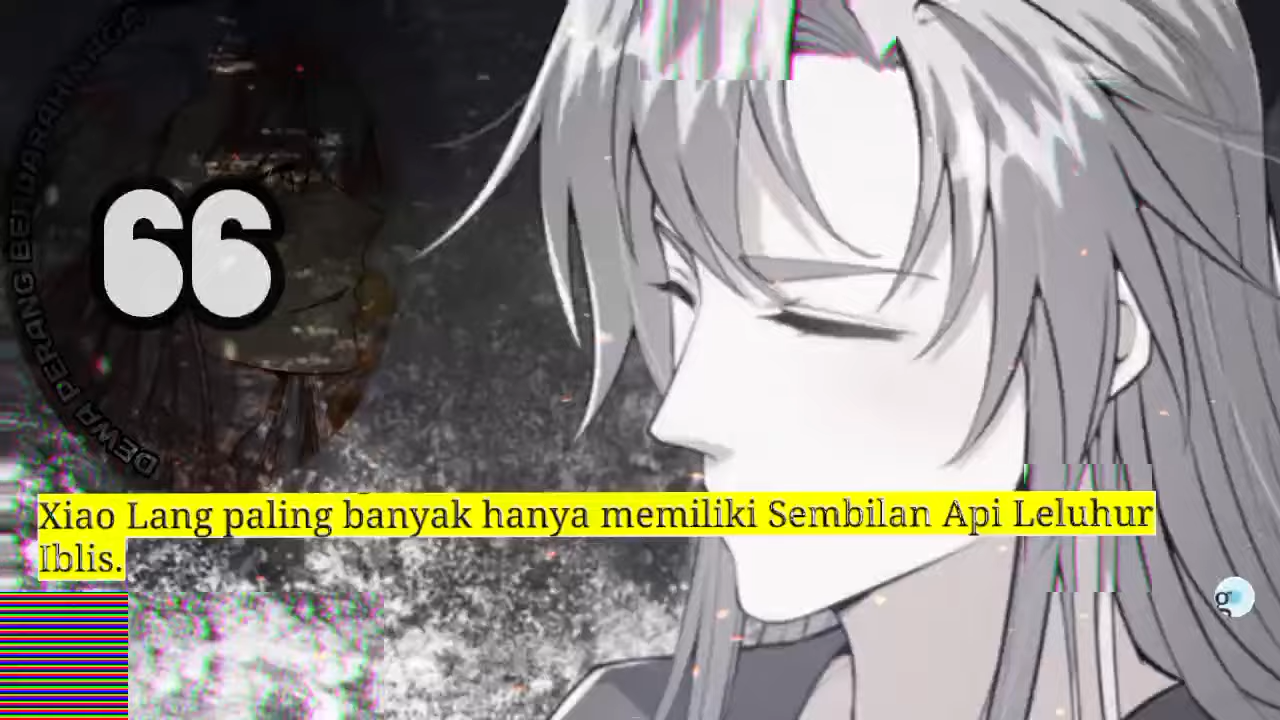 DEWA PERANG BERDARAH NAGA
66
Xiao Lang paling banyak hanya memiliki Sembilan Api Leluhur
Iblis.
g